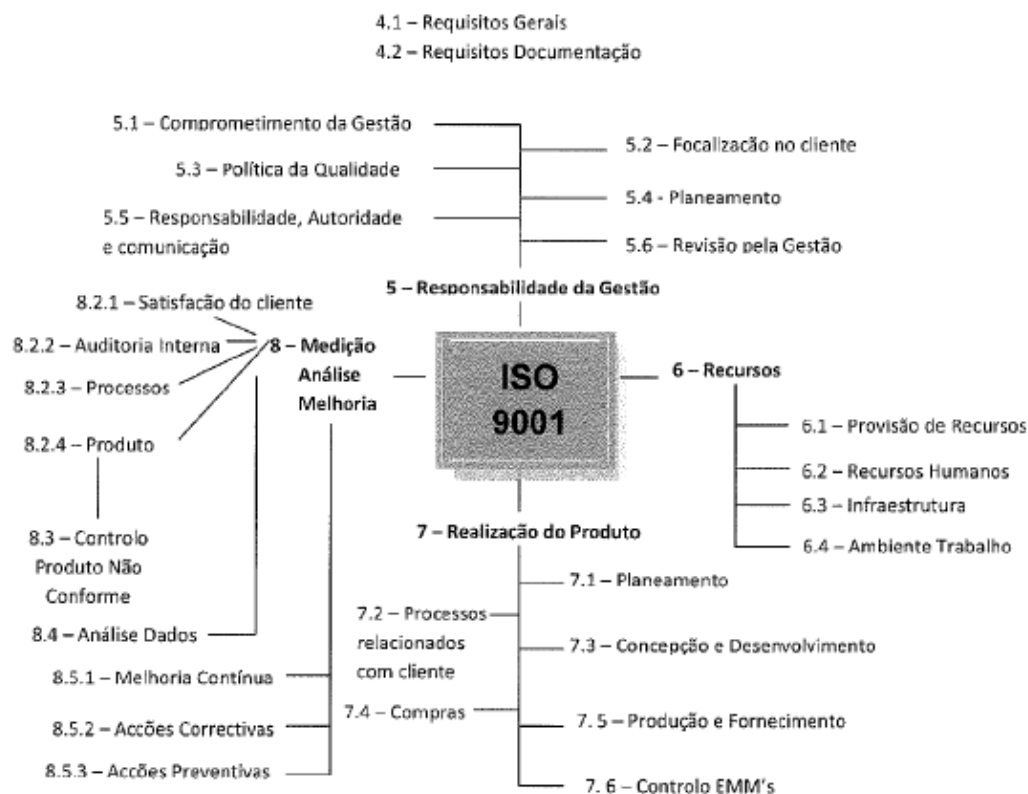 4.1 – Requisitos Gerais
4.2 – Requisitos Documentação
5.1 – Comprometimento da Gestão
5.2 – Focalização no cliente
5.3 – Política da Qualidade
5.4 - Planeamento
5.5 – Responsabilidade, Autoridade
e comunicação
5.6 – Revisão pela Gestão
5 – Responsabilidade da Gestão
8.2.1 – Satisfação do cliente
8.2.2 – Auditoria Interna
8.2.3 – Processos
8.2.4 – Produto
8.3 – Controlo
Produto Não
Conforme
8.4 – Análise Dados
8.5.1 – Melhoria Contínua
8.5.2 – Acções Correctivas
8.5.3 – Acções Preventivas
8 – Medição
Análise
Melhoria
ISO
9001
6 – Recursos
6.1 – Provisão de Recursos
6.2 – Recursos Humanos
6.3 – Infraestrutura
6.4 – Ambiente Trabalho
7 – Realização do Produto
7.1 – Planeamento
7.2 – Processos
relacionados
com cliente
7.3 – Concepção e Desenvolvimento
7.4 – Compras
7. 5 – Produção e Fornecimento
7. 6 – Controlo EMM's